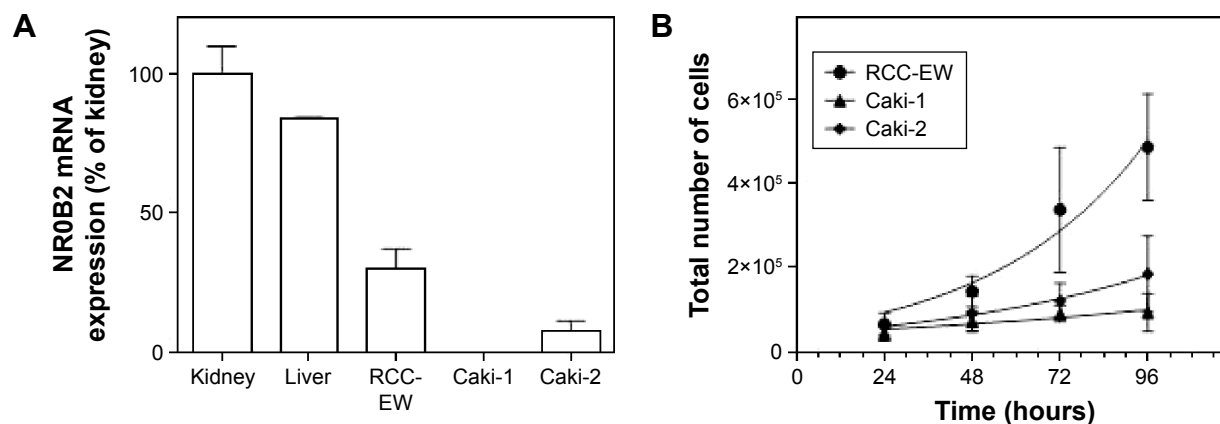 A
NR0B2 mRNA
expression (% of kidney)
100
50
0
Kidney
Liver
RCC-
EW
Caki-1
Caki-2
B
Total number of cells
RCC-EW
Caki-1
Caki-2
6×10⁵
4×10⁵
2×10⁵
0
0
24
48
72
96
Time (hours)